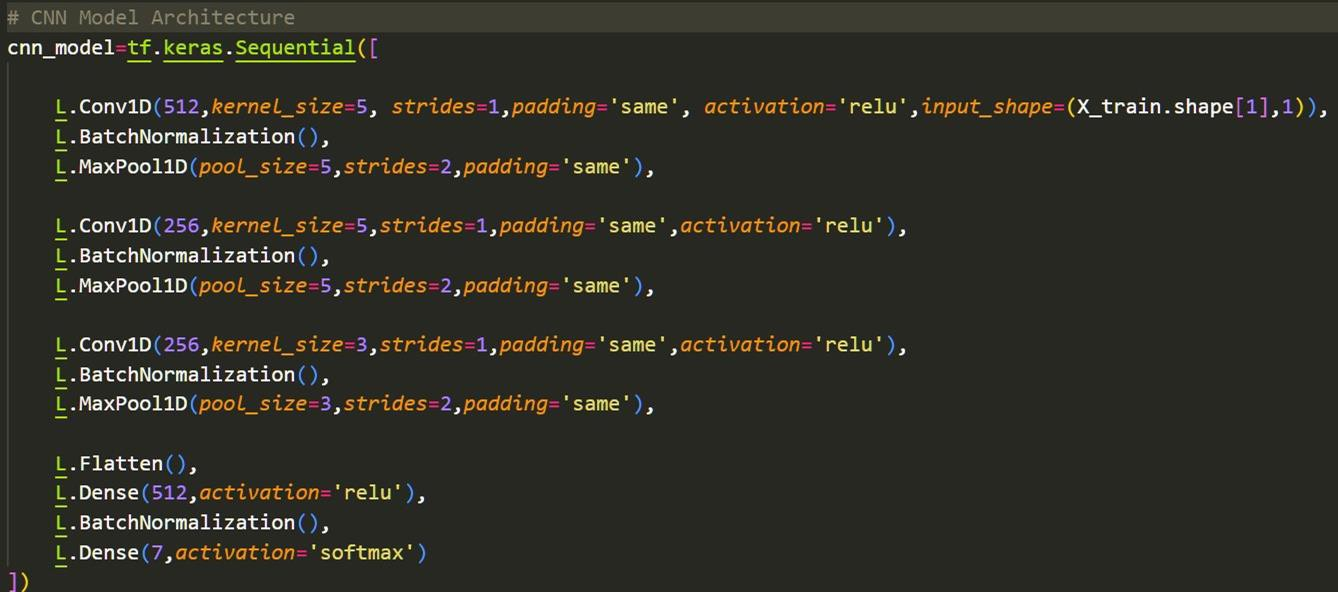 # CNN Model Architecture
cnn_model=tf.keras.Sequential([
L.Conv1D(512,kernel_size=5, strides=1,padding='same', activation='relu',input_shape=(X_train.shape[1],1)),
L.BatchNormalization(),
L.MaxPool1D(pool_size=5,strides=2,padding='same'),
L.Conv1D(256,kernel_size=5,strides=1,padding='same',activation='relu'),
L.BatchNormalization(),
L.MaxPool1D(pool_size=5,strides=2,padding='same'),
L.Conv1D(256,kernel_size=3,strides=1,padding='same',activation='relu'),
L.BatchNormalization(),
L.MaxPool1D(pool_size=3,strides=2,padding='same'),
L.Flatten(),
L.Dense(512,activation='relu'),
L.BatchNormalization(),
L.Dense(7,activation='softmax')
])